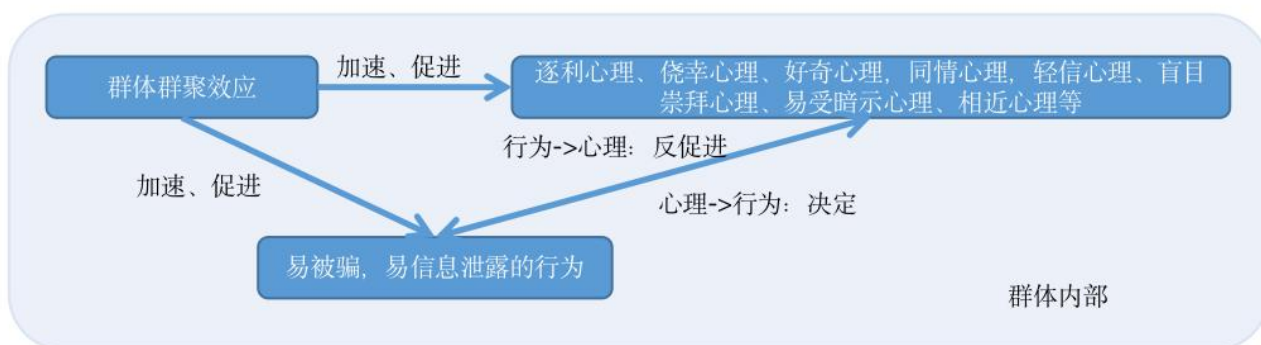 群体群聚效应
加速、促进
逐利心理、侥幸心理、好奇心理，同情心理，轻信心理、盲目
崇拜心理、易受暗示心理、相近心理等
行为->心理：反促进
加速、促进
心理->行为：决定
易被骗，易信息泄露的行为
群体内部